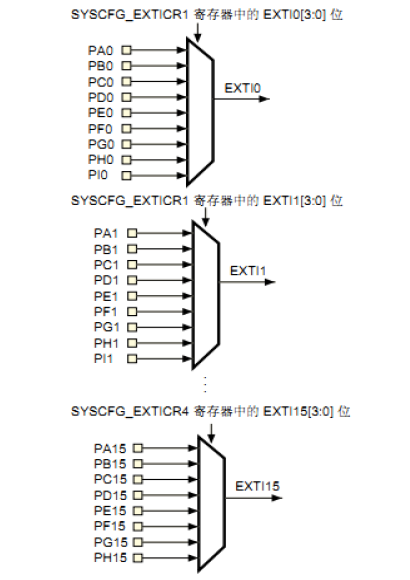 SYSCFG_EXTICR1 寄存器中的 EXTI0[3:0] 位
PA0
PB0
PC0
PD0
PE0
PF0
PG0
PH0
PI0
EXTI0
SYSCFG_EXTICR1 寄存器中的 EXTI1[3:0] 位
PA1
PB1
PC1
PD1
PE1
PF1
PG1
PH1
PI1
EXTI1
SYSCFG_EXTICR4 寄存器中的 EXTI15[3:0] 位
PA15
PB15
PC15
PD15
PE15
PF15
PG15
PH15
EXTI15